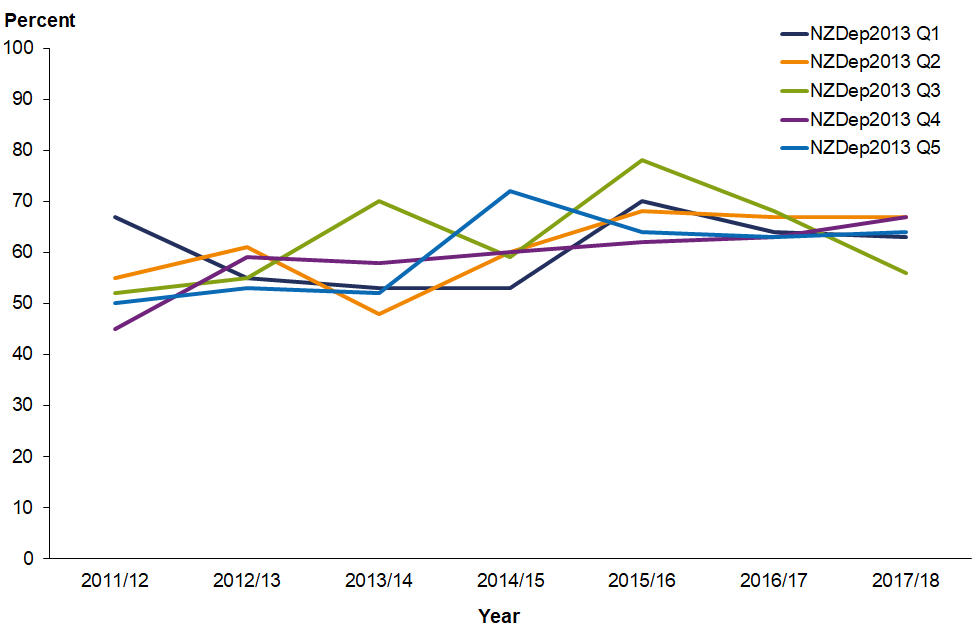 Percent
100
90
80
70
60
50
40
30
20
10
0
NZDep2013 Q1
NZDep2013 Q2
NZDep2013 Q3
NZDep2013 Q4
NZDep2013 Q5
2011/12 2012/13 2013/14 2014/15 2015/16 2016/17 2017/18
Year